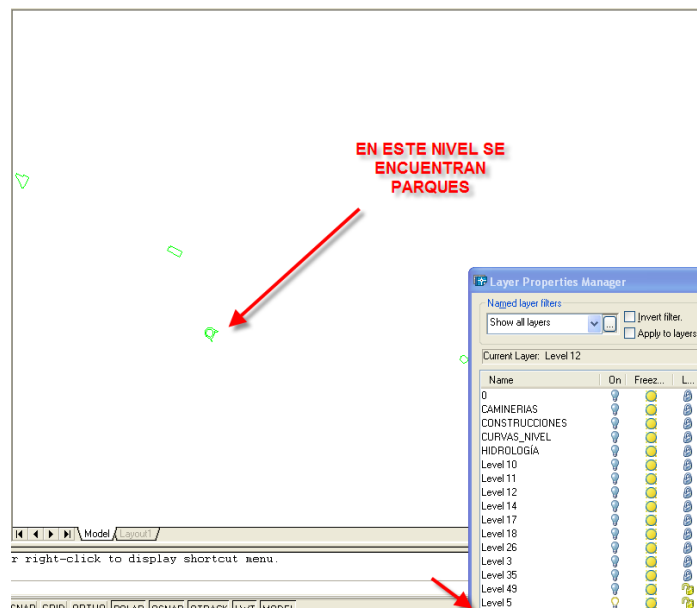 EN ESTE NIVEL SE
ENCUENTRAN
PARQUES
Layer Properties Manager
Named layer filters
Show all layers
...
Invert filter.
Apply to layers
Current Layer: Level 12
Name On Freez... L...
0
CAMINERIAS
CONSTRUCCIONES
CURVAS_NIVEL
HIDROLOGÍA
Level 10
Level 11
Level 12
Level 14
Level 17
Level 18
Level 26
Level 3
Level 35
Level 49
Level 5
Model Layout1
r right-click to display shortcut menu.
SNAP GRID ORTHO POLAR OSNAP OTRACK LWT MODEL